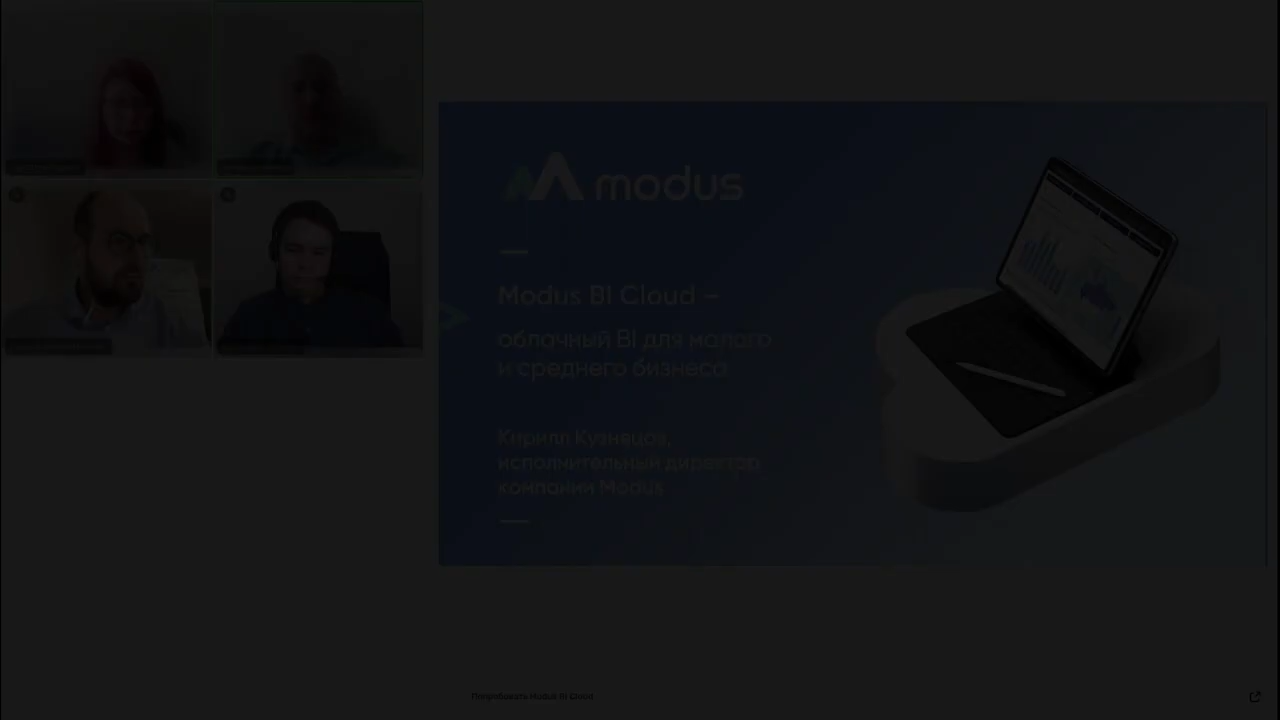 modus
Modus BI Cloud –
облачный BI для малого
и среднего бизнеса
Кирилл Кузнецов,
исполнительный директор
компании Modus
Попробовать Modus BI Cloud